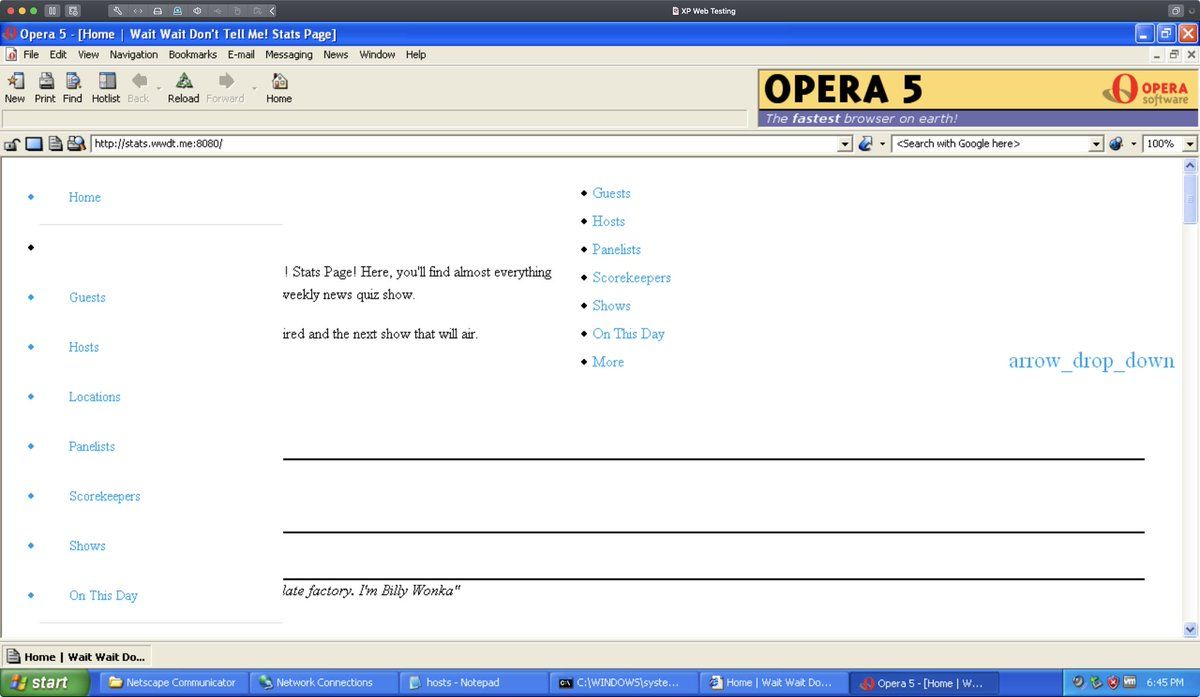 XP Web Testing
Opera 5 - [Home | Wait Wait Don't Tell Me! Stats Page]
File Edit View Navigation Bookmarks E-mail Messaging News Window Help
New Print Find Hotlist Back Reload Forward Home
OPERA 5
OPERA software
The fastest browser on earth!
http://stats.wwdt.me:8080/
<Search with Google here>
100%
Home
Guests
Hosts
Locations
Panelists
Scorekeepers
Shows
On This Day
! Stats Page! Here, you'll find almost everything
weekly news quiz show.
ired and the next show that will air.
late factory. I'm Billy Wonka"
Guests
Hosts
Panelists
Scorekeepers
Shows
On This Day
More
arrow_drop_down
Home | Wait Wait Do...
start
Netscape Communicator
Network Connections
hosts - Notepad
C:\WINDOWS\syste...
Home | Wait Wait Do...
Opera 5 - [Home | W...
6:45 PM